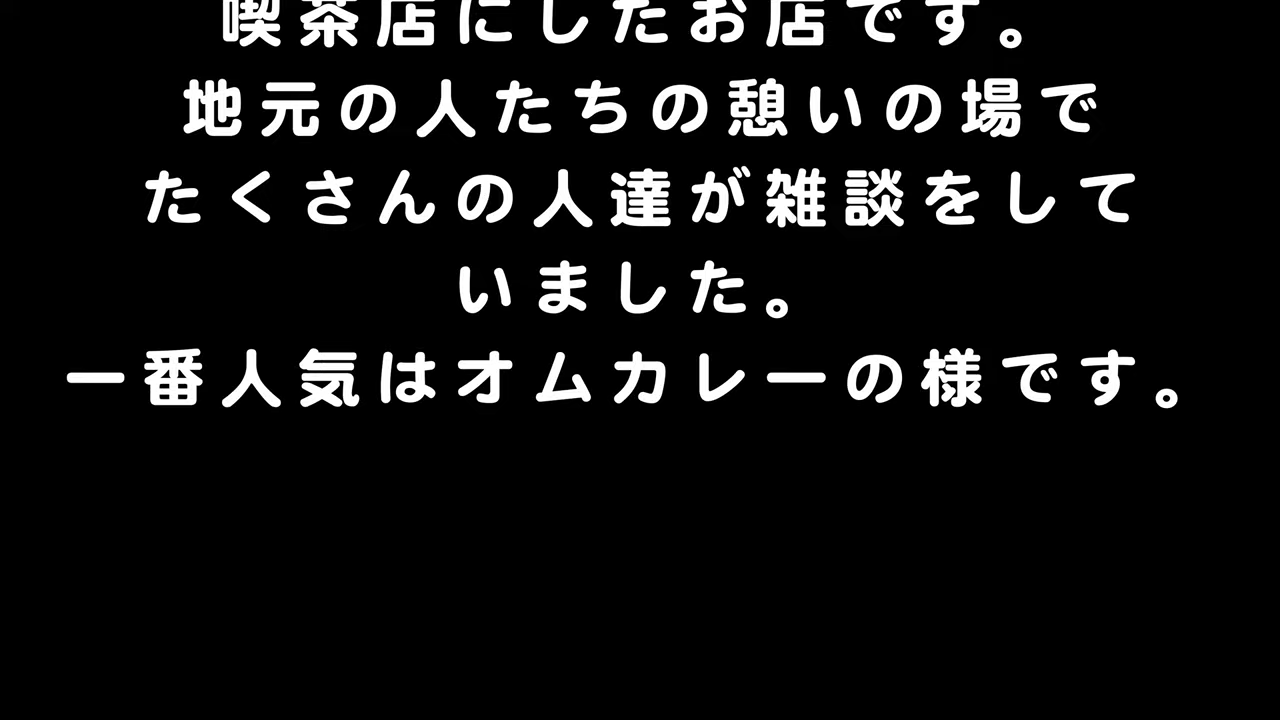 喫茶店にしたお店です。
地元の人たちの憩いの場で
たくさんの人達が雑談をして
いました。
一番人気はオムカレーの様です。